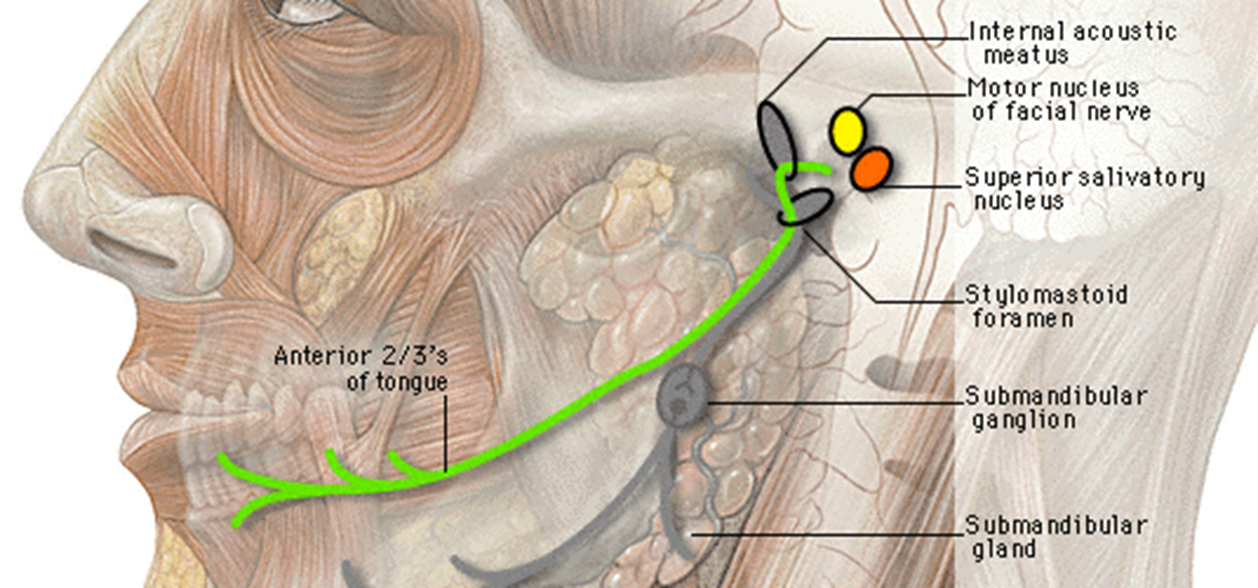 Internal acoustic
meatus
Motor nucleus
of facial nerve
Superior salivatory
nucleus
Stylomastoid
foramen
Anterior 2/3's
of tongue
Submandibular
ganglion
Submandibular
gland